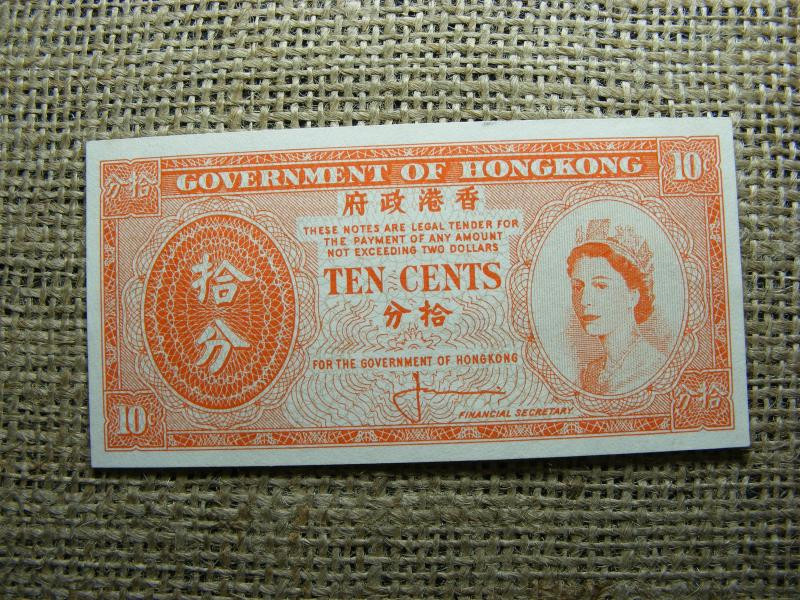 拾分
GOVERNMENT OF HONGKONG
10¢
府政港香
THESE NOTES ARE LEGAL TENDER FOR
THE PAYMENT OF ANY AMOUNT
NOT EXCEEDING TWO DOLLARS
拾
分
TEN CENTS
分拾
FOR THE GOVERNMENT OF HONGKONG
FINANCIAL SECRETARY
10¢
分拾